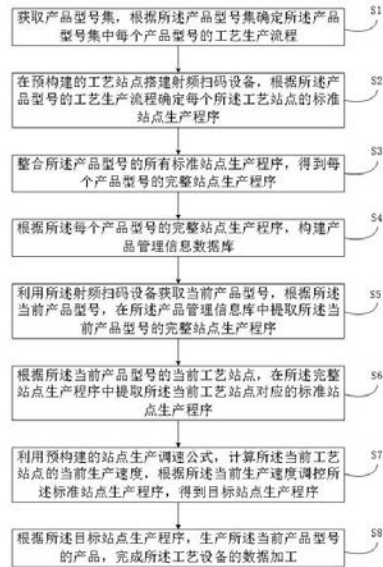 获取产品型号集，根据所述产品型号集确定所述产品
型号集中每个产品型号的工艺生产流程
S1
在预构建的工艺站点搭建射频扫码设备，根据所述产
品型号的工艺生产流程确定每个所述工艺站点的标准
站点生产程序
S2
整合所述产品型号的所有标准站点生产程序，得到每
个产品型号的完整站点生产程序
S3
根据所述每个产品型号的完整站点生产程序，构建产
品管理信息数据库
S4
利用所述射频扫码设备获取当前产品型号，根据所述
当前产品型号，在所述产品管理信息库中提取所述当
前产品型号的完整站点生产程序
S5
根据所述当前产品型号的当前工艺站点，在所述完整
站点生产程序中提取所述当前工艺站点对应的标准站
点生产程序
S6
利用预构建的站点生产调速公式，计算所述当前工艺
站点的当前生产速度，根据所述当前生产速度调控所
述标准站点生产程序，得到目标站点生产程序
S7
根据所述目标站点生产程序，生产所述当前产品型号
的产品，完成所述工艺设备的数据加工
S8